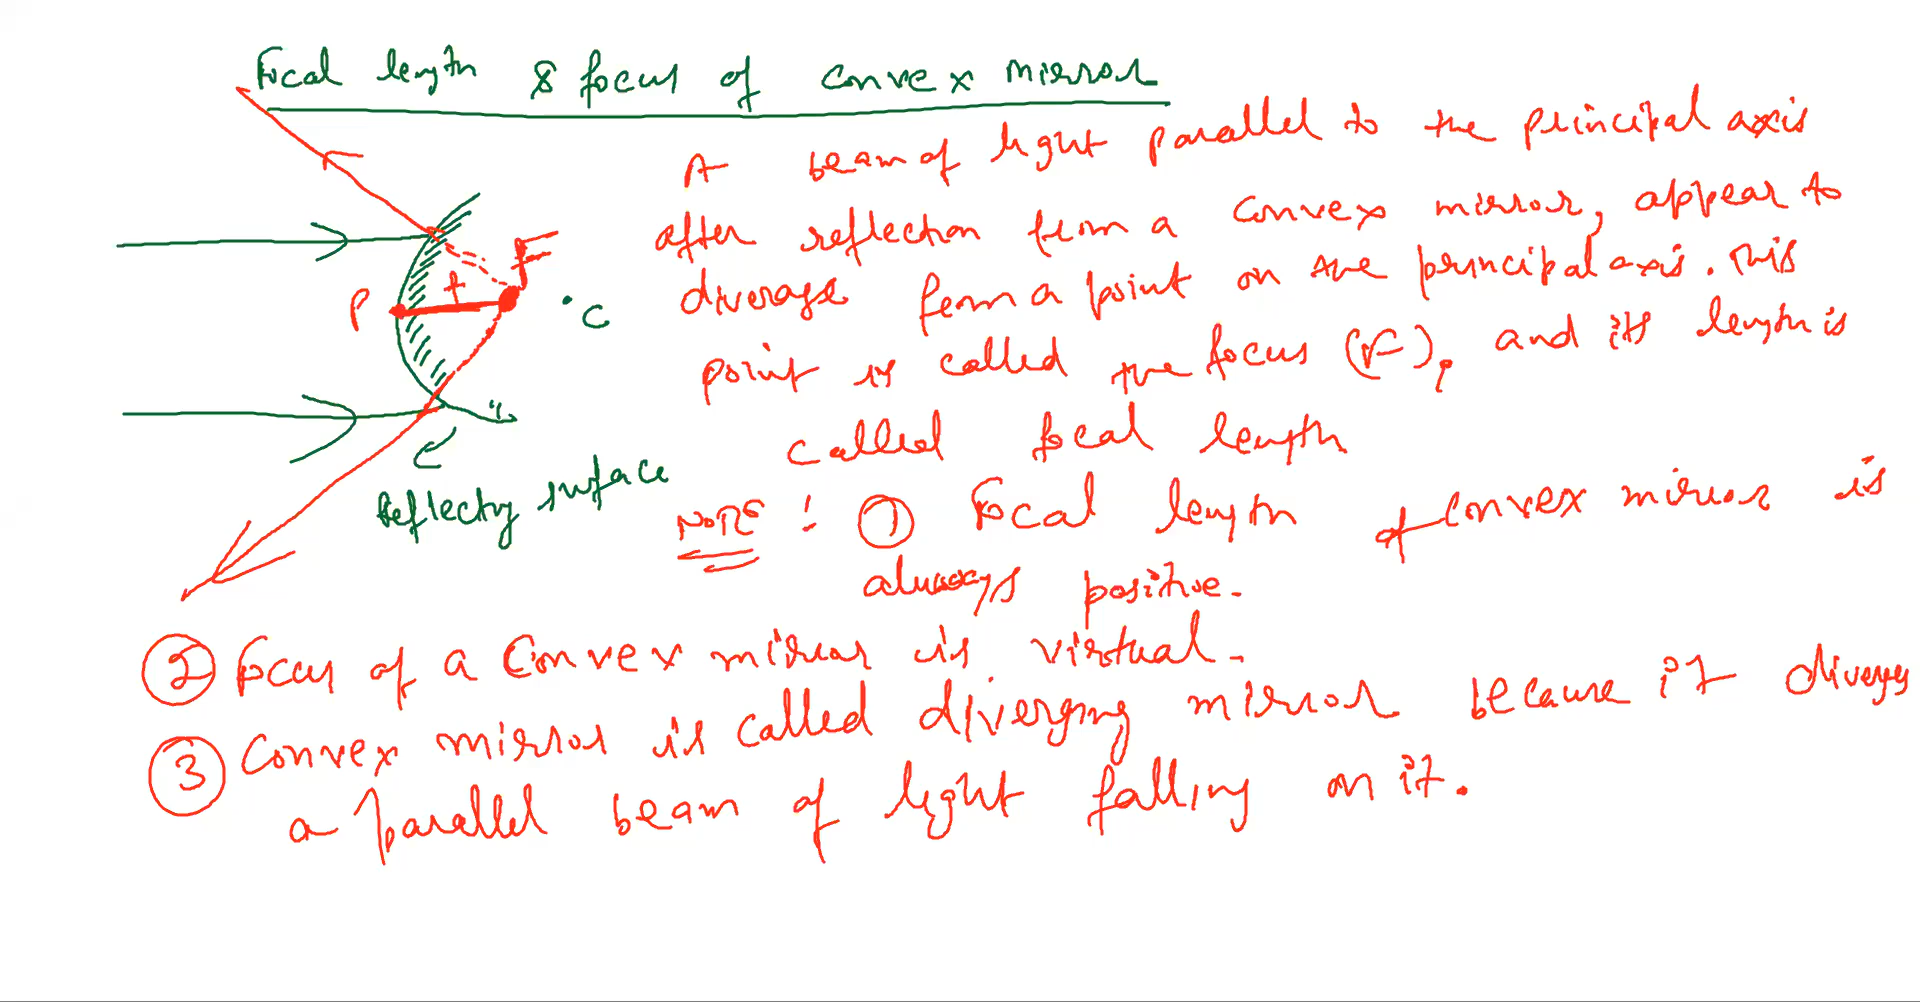 Focal length & focus of convex mirror
A beam of light parallel to the principal axis
after reflection from a convex mirror, appear to
diverge from a point on the principal axis. This
point is called the focus (F), and its length is
called focal length
P
f
F
C
Reflecting surface
NOTE : ① Focal length of convex mirror is
always positive.
② Focus of a convex mirror is virtual.
③ Convex mirror is called diverging mirror because it diverges
a parallel beam of light falling on it.